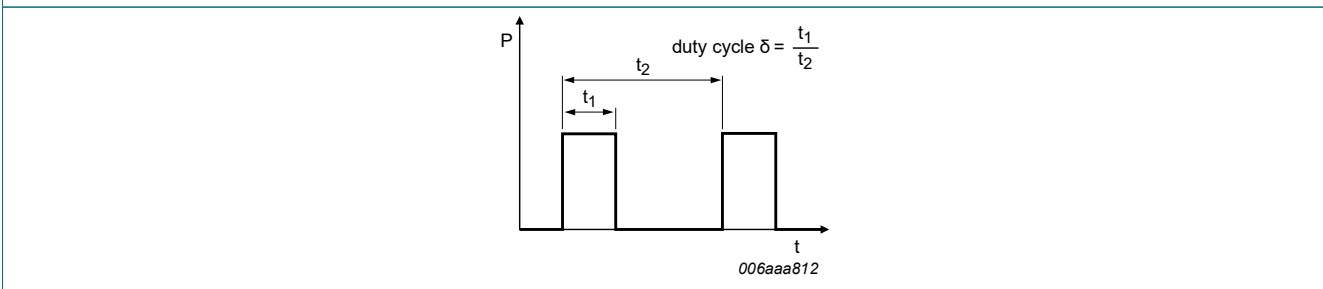 P
duty cycle δ = t1
t2
t2
t1
t
006aaa812